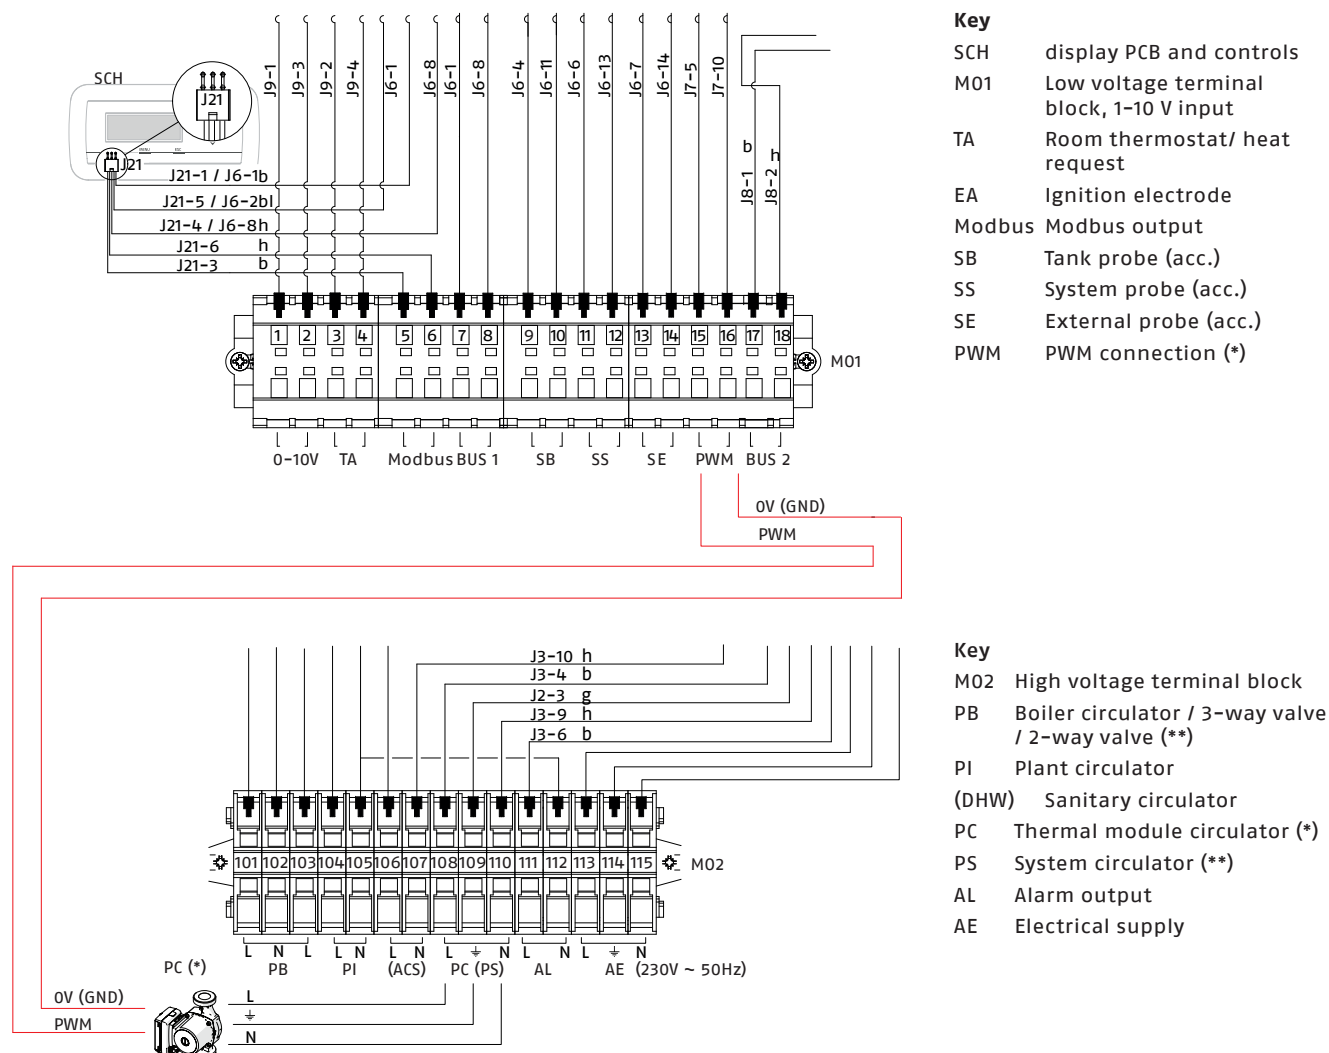 Key
SCH display PCB and controls
M01 Low voltage terminal
block, 1-10 V input
TA Room thermostat/ heat
request
EA Ignition electrode
Modbus Modbus output
SB Tank probe (acc.)
SS System probe (acc.)
SE External probe (acc.)
PWM PWM connection (*)
J9-1 J9-3 J9-2 J9-4 J6-1 J6-8 J6-1 J6-8 J6-4 J6-11 J6-6 J6-13 J6-7 J6-14 J7-5 J7-10
SCH
J21
J21
b h
J8-1 J8-2
J21-1 / J6-1b
J21-5 / J6-2bl
J21-4 / J6-8h
J21-6 h
J21-3 b
1 2 3 4 5 6 7 8 9 10 11 12 13 14 15 16 17 18
M01
0-10V TA Modbus BUS 1 SB SS SE PWM BUS 2
0V (GND)
PWM
Key
M02 High voltage terminal block
PB Boiler circulator / 3-way valve
/ 2-way valve (**)
PI Plant circulator
(DHW) Sanitary circulator
PC Thermal module circulator (*)
PS System circulator (**)
AL Alarm output
AE Electrical supply
J3-10 h
J3-4 b
J2-3 g
J3-9 h
J3-6 b
101 102 103 104 105 106 107 108 109 110 111 112 113 114 115
M02
L N L L N L N L N L N L N
PB PI (ACS) PC (PS) AL AE (230V ~ 50Hz)
PC (*)
0V (GND)
PWM
L
N